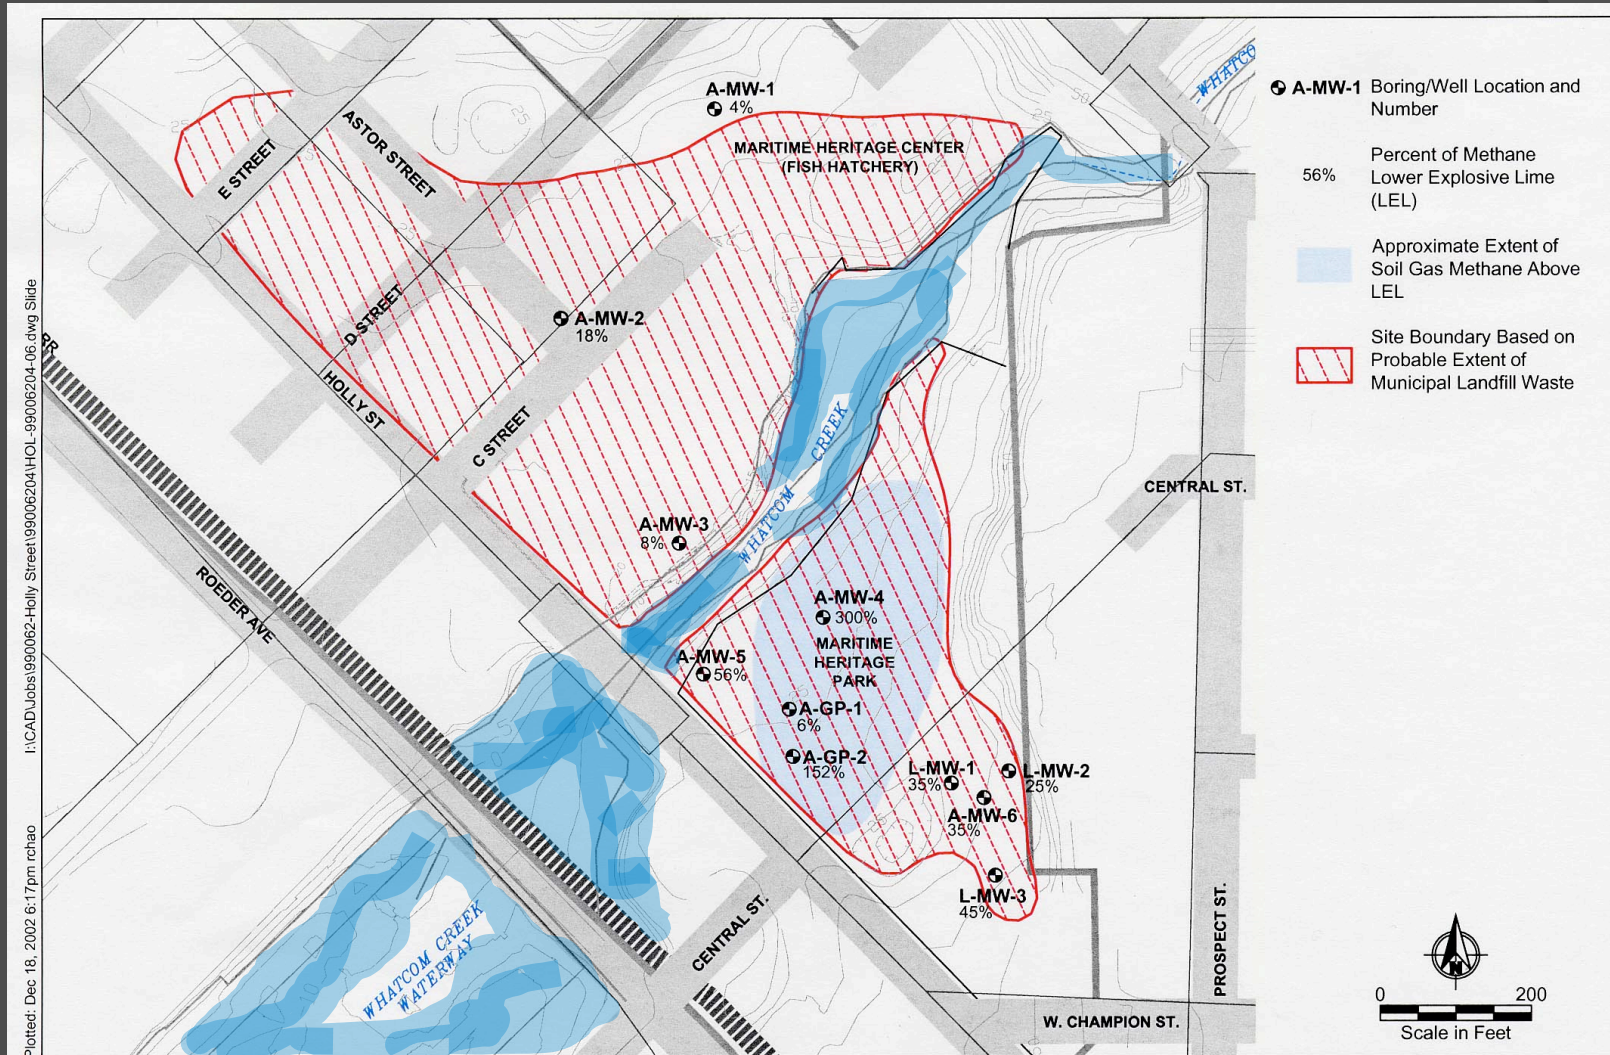 A-MW-1
4%
MARITIME HERITAGE CENTER
(FISH HATCHERY)
ASTOR STREET
E STREET
D STREET
HOLLY ST
C STREET
A-MW-2
18%
RR
ROEDER AVE
A-MW-3
8%
WHATCOM
CREEK
A-MW-4
300%
MARITIME
HERITAGE
PARK
A-MW-5
56%
A-GP-1
6%
A-GP-2
152%
L-MW-1
35%
L-MW-2
25%
A-MW-6
35%
L-MW-3
45%
CENTRAL ST.
CENTRAL ST.
PROSPECT ST.
W. CHAMPION ST.
WHATCOM CREEK
WATERWAY
WHATCO
50
25
25
10
A-MW-1 Boring/Well Location and
Number
56% Percent of Methane
Lower Explosive Lime
(LEL)
Approximate Extent of
Soil Gas Methane Above
LEL
Site Boundary Based on
Probable Extent of
Municipal Landfill Waste
N
0 200
Scale in Feet
I:\CAD\Jobs\990062-Holly Street\99006204\HOL-99006204-06.dwg Slide
Plotted: Dec 18, 2002 6:17pm rchao